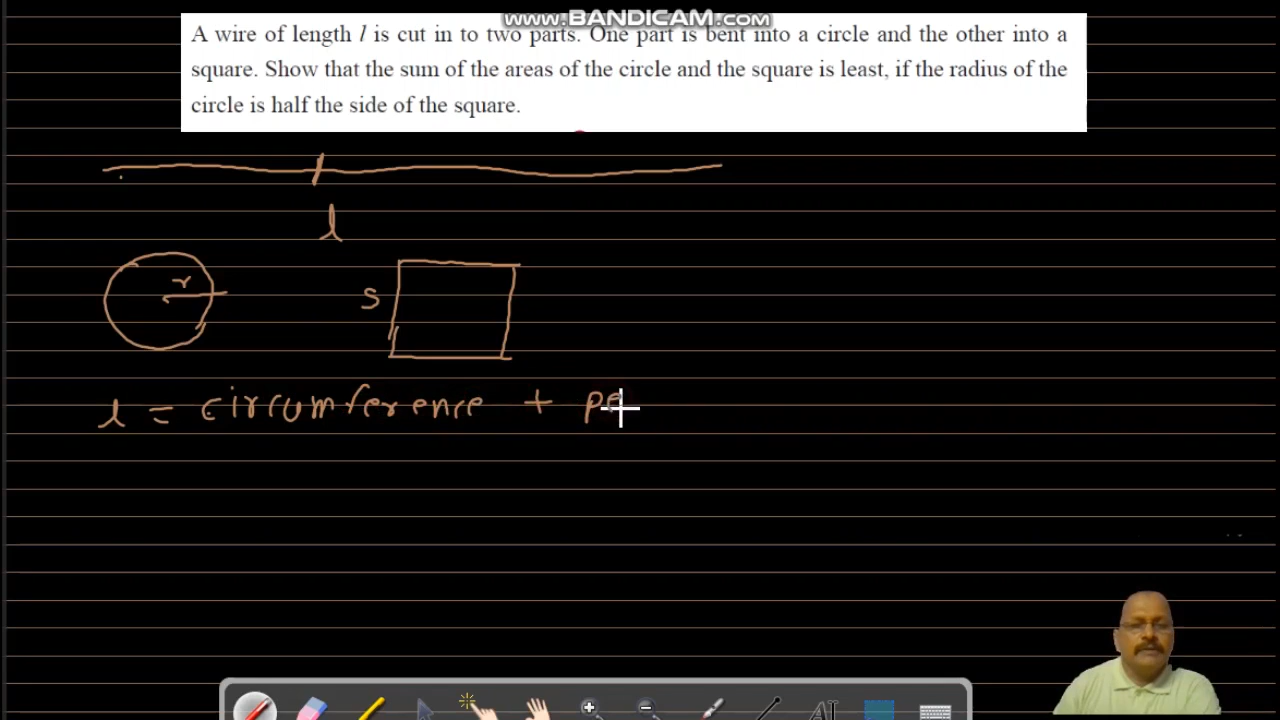 WWW.BANDICAM.COM
A wire of length l is cut in to two parts. One part is bent into a circle and the other into a
square. Show that the sum of the areas of the circle and the square is least, if the radius of the
circle is half the side of the square.
l
r
s
l = circumference + pe
AI